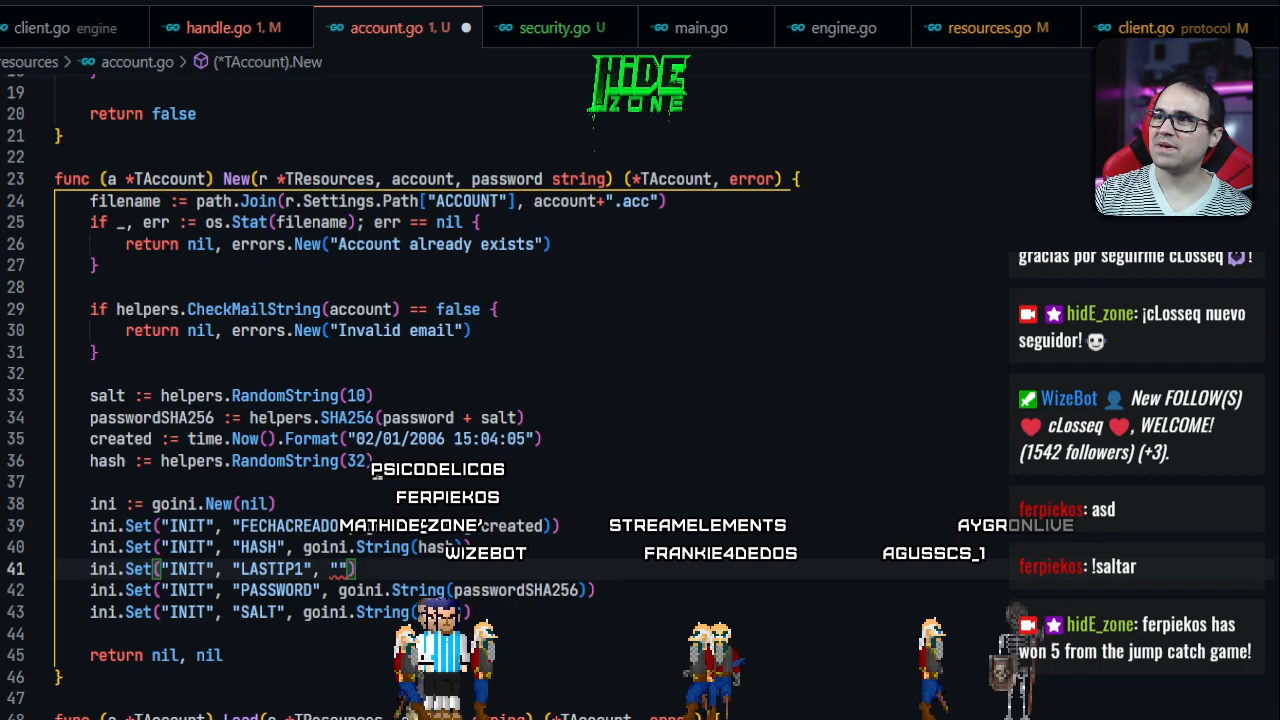 client.go engine
handle.go 1, M
account.go 1, U
security.go U
main.go
engine.go
resources.go M
client.go protocol M
resources > account.go > (*TAccount).New
HiDE
ZONE
19
20 return false
21 }
22
23 func (a *TAccount) New(r *TResources, account, password string) (*TAccount, error) {
24 filename := path.Join(r.Settings.Path["ACCOUNT"], account+".acc")
25 if _, err := os.Stat(filename); err == nil {
26 return nil, errors.New("Account already exists")
27 }
28
29 if helpers.CheckMailString(account) == false {
30 return nil, errors.New("Invalid email")
31 }
32
33 salt := helpers.RandomString(10)
34 passwordSHA256 := helpers.SHA256(password + salt)
35 created := time.Now().Format("02/01/2006 15:04:05")
36 hash := helpers.RandomString(32)
37
38 ini := goini.New(nil)
39 ini.Set("INIT", "FECHACREADO created))
40 ini.Set("INIT", "HASH", goini.String(hash
41 ini.Set("INIT", "LASTIP1", "")
42 ini.Set("INIT", "PASSWORD", goini.String(passwordSHA256))
43 ini.Set("INIT", "SALT", goini.String( )
44
45 return nil, nil
46 }
47
PSICODELICO6
FERPIEKOS
MATHIDE_ZONE
STREAMELEMENTS
AYGRONLIVE
WIZEBOT
FRANKIE4DEDOS
AGUSSCS_1
gracias por seguirme cLosseq !
hidE_zone: ¡cLosseq nuevo
seguidor!
WizeBot New FOLLOW(S)
cLosseq , WELCOME!
(1542 followers) (+3).
ferpiekos: asd
ferpiekos: !saltar
hidE_zone: ferpiekos has
won 5 from the jump catch game!